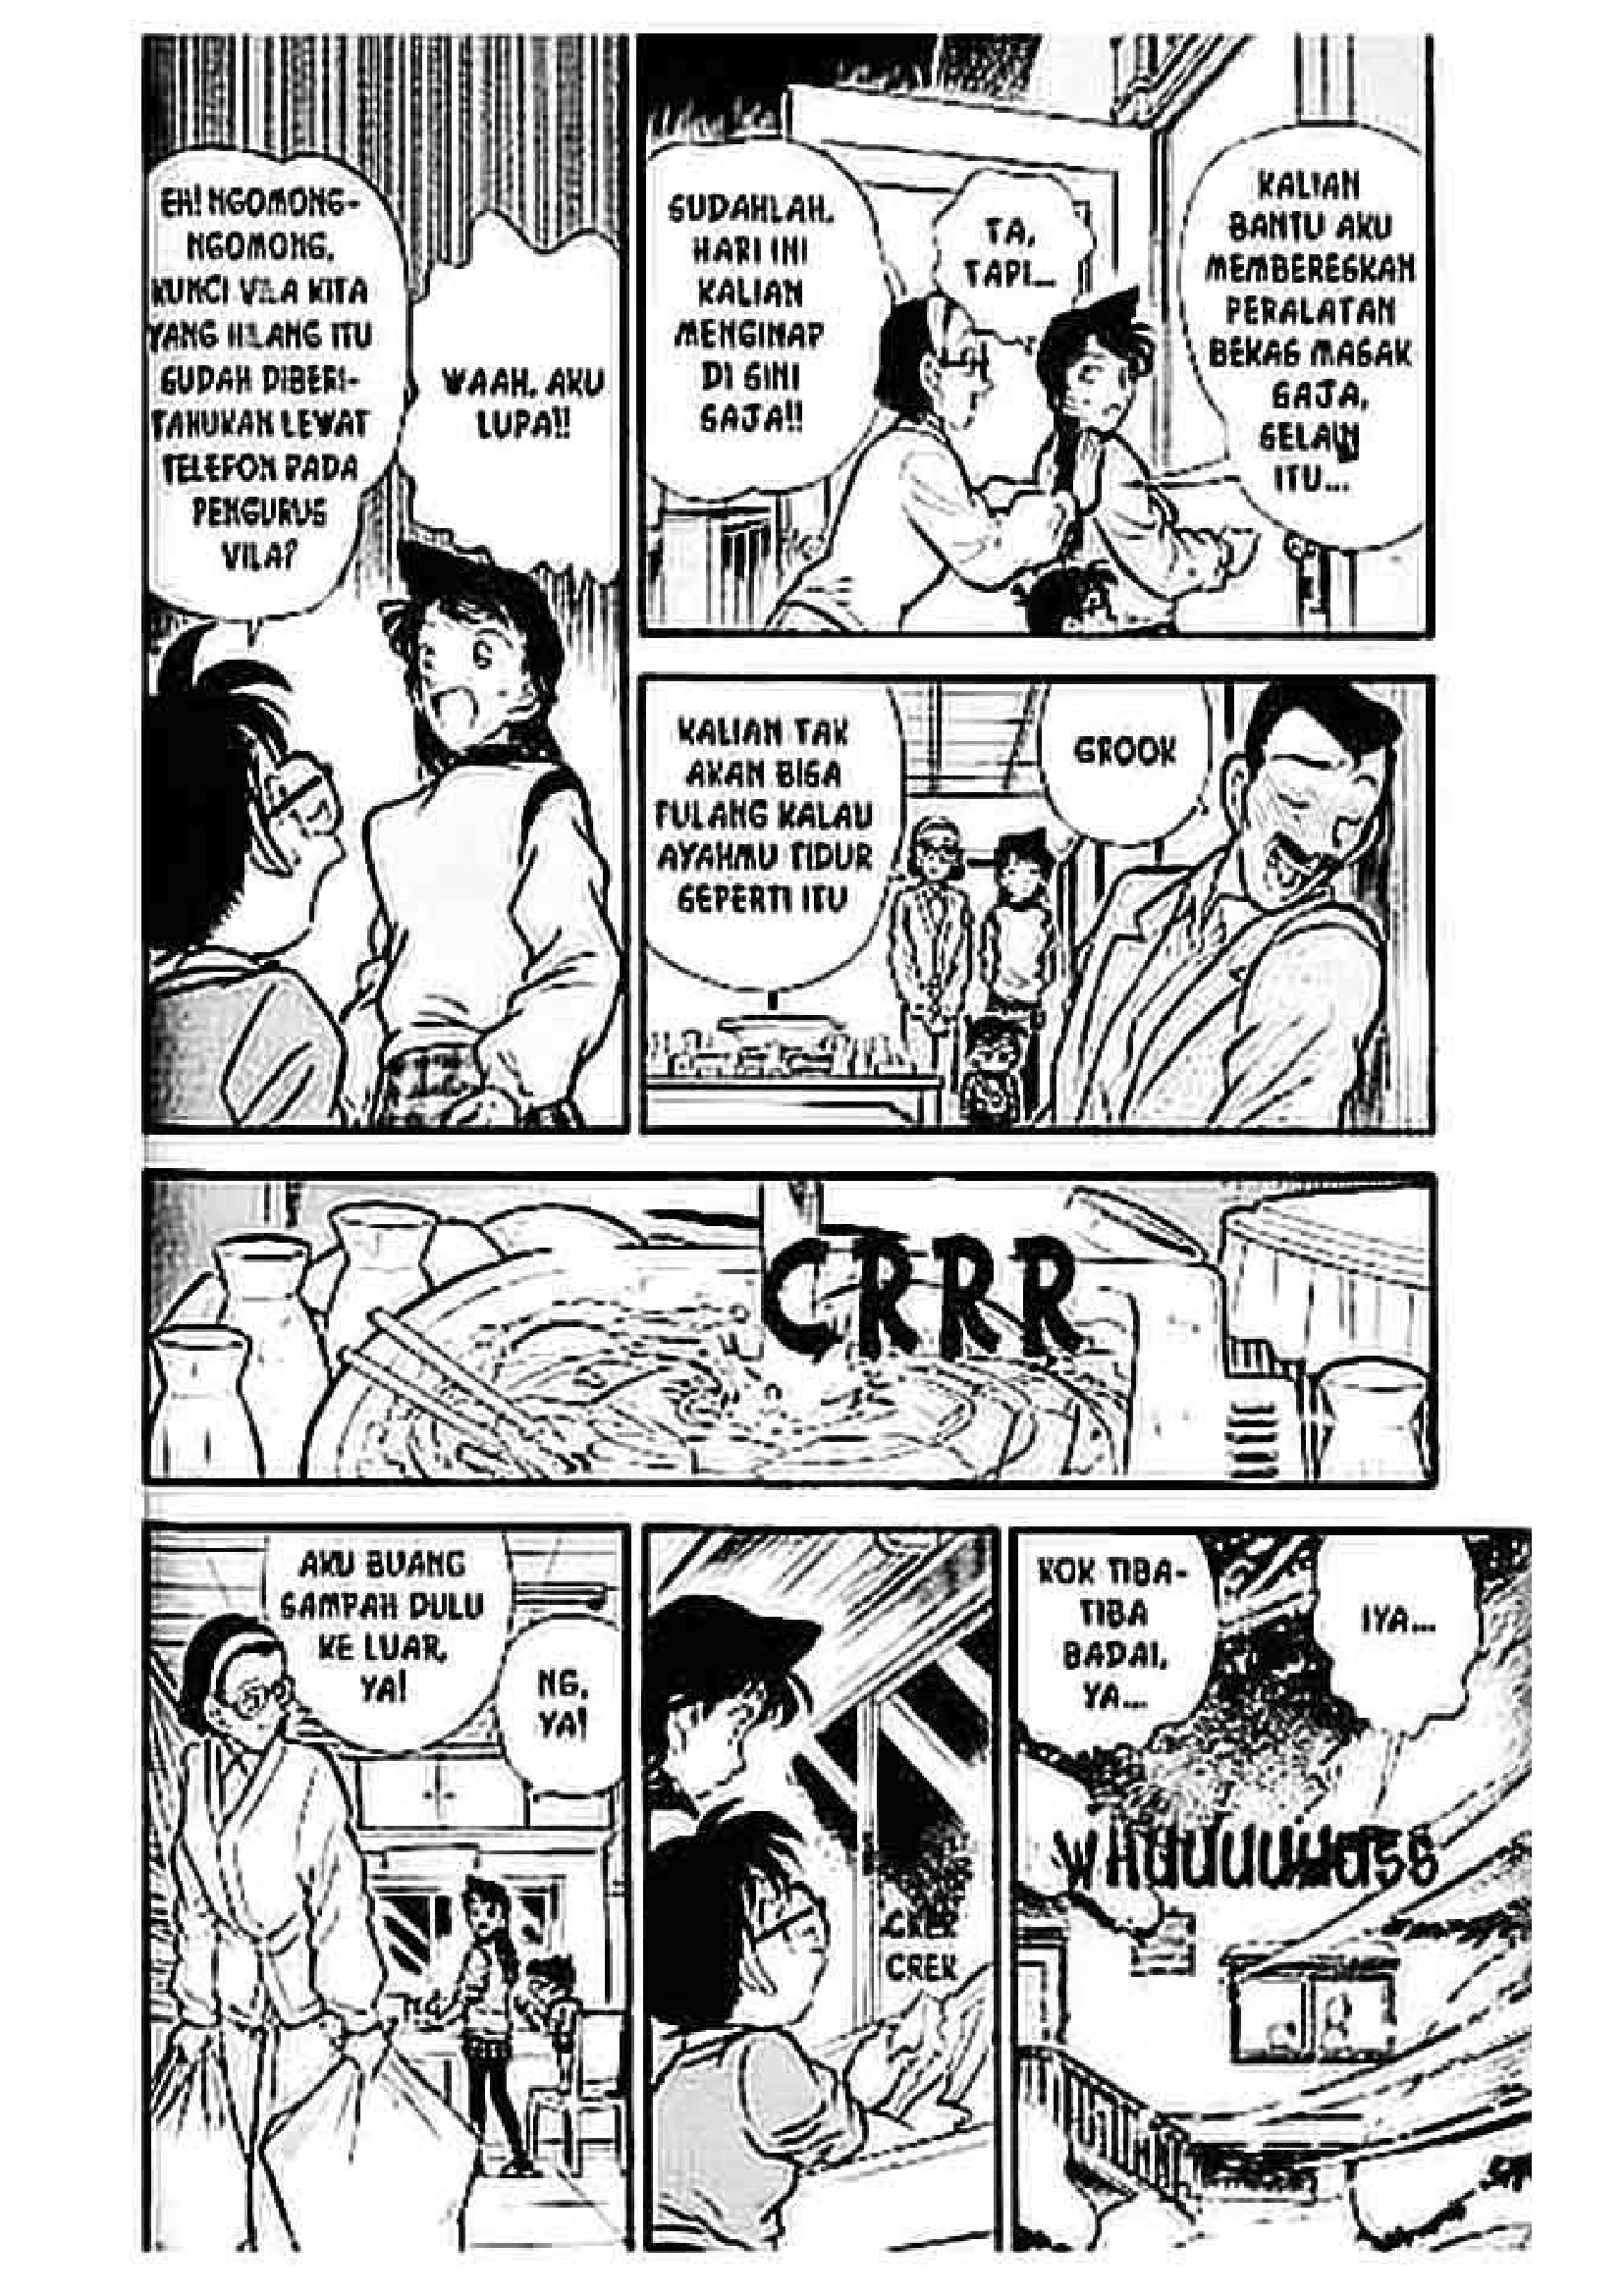 KALIAN
BANTU AKU
MEMBERESKAN
PERALATAN
BEKAS MASAK
SAJA,
SELAIN
ITU...
TA,
TAPI...
SUDAHLAH,
HARI INI
KALIAN
MENGINAP
DI SINI
SAJA!!
GROOK
KALIAN TAK
AKAN BISA
PULANG KALAU
AYAHMU TIDUR
SEPERTI ITU
WAAH, AKU
LUPA!!
EH! NGOMONG-
NGOMONG,
KUNCI VILA KITA
YANG HILANG ITU
SUDAH DIBERI-
TAHUKAN LEWAT
TELEPON PADA
PENGURUS
VILA?
CRRR
IYA...
KOK TIBA-
TIBA
BADAI,
YA...
WHUUUUUUUSS
CREK
CREK
AKU BUANG
SAMPAH DULU
KE LUAR,
YA!
NG,
YA!